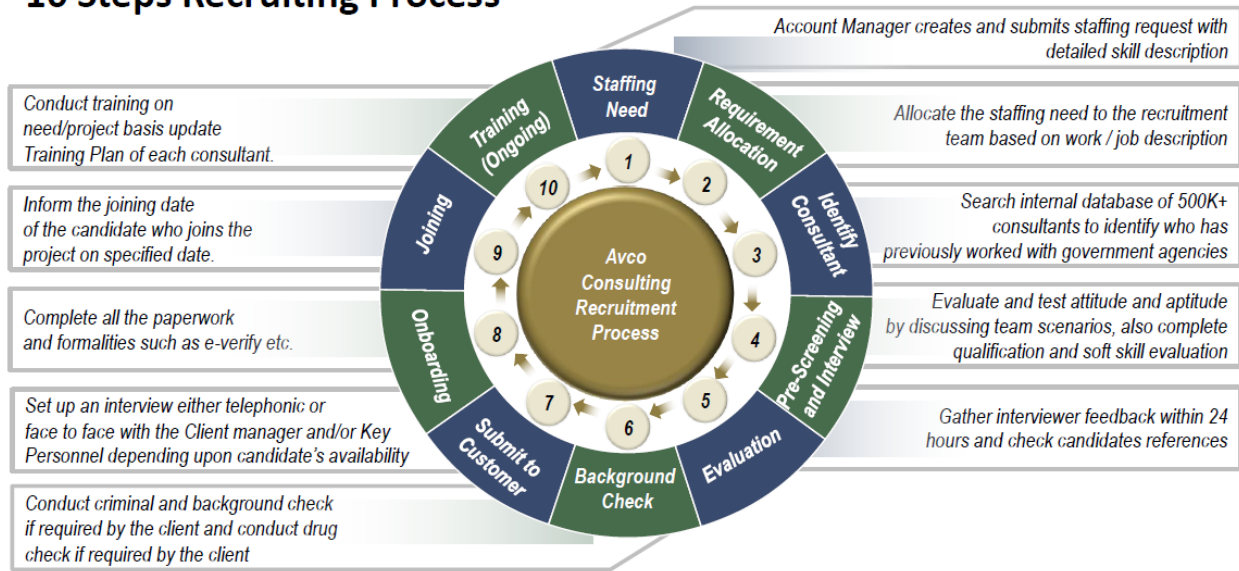 10 Steps Recruiting Process
Account Manager creates and submits staffing request with
detailed skill description
Allocate the staffing need to the recruitment
team based on work / job description
Search internal database of 500K+
consultants to identify who has
previously worked with government agencies
Evaluate and test attitude and aptitude
by discussing team scenarios, also complete
qualification and soft skill evaluation
Gather interviewer feedback within 24
hours and check candidates references
Conduct training on
need/project basis update
Training Plan of each consultant.
Inform the joining date
of the candidate who joins the
project on specified date.
Complete all the paperwork
and formalities such as e-verify etc.
Set up an interview either telephonic or
face to face with the Client manager and/or Key
Personnel depending upon candidate's availability
Conduct criminal and background check
if required by the client and conduct drug
check if required by the client
Staffing
Need
Requirement
Allocation
Identify
Consultant
Pre-Screening
and Interview
Evaluation
Background
Check
Submit to
Customer
Onboarding
Joining
Training
(Ongoing)
1
2
3
4
5
6
7
8
9
10
Avco
Consulting
Recruitment
Process